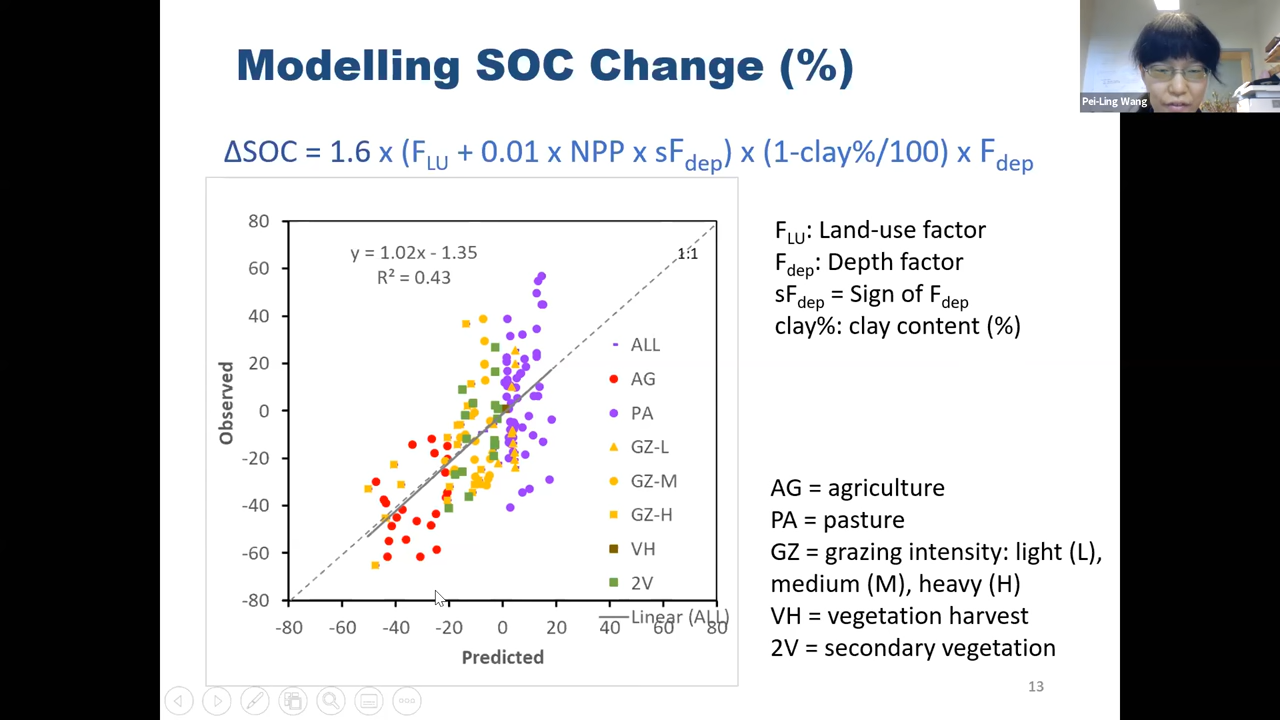 Modelling SOC Change (%)
Pei-Ling Wang
ΔSOC = 1.6 x (FLU + 0.01 x NPP x sFdep) x (1-clay%/100) x Fdep
y = 1.02x - 1.35
R² = 0.43
1:1
80
60
40
20
0
-20
-40
-60
-80
Observed
-80 -60 -40 -20 0 20 40 60 80
Predicted
ALL
AG
PA
GZ-L
GZ-M
GZ-H
VH
2V
Linear (ALL)
FLU: Land-use factor
Fdep: Depth factor
sFdep = Sign of Fdep
clay%: clay content (%)
AG = agriculture
PA = pasture
GZ = grazing intensity: light (L),
medium (M), heavy (H)
VH = vegetation harvest
2V = secondary vegetation
13